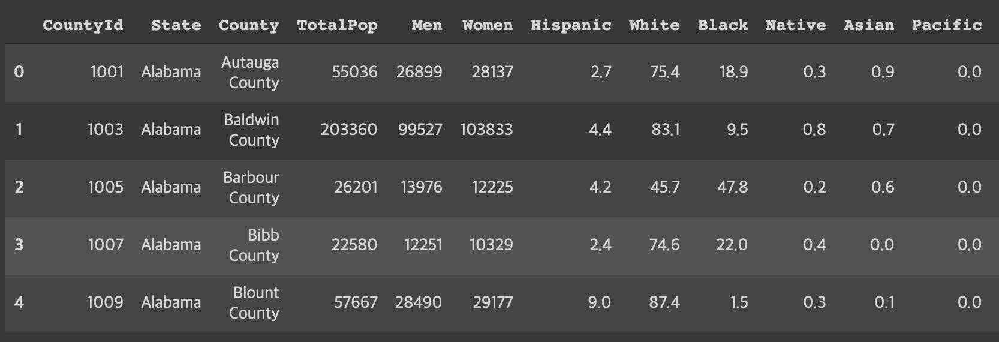 CountyId State County TotalPop Men Women Hispanic White Black Native Asian Pacific
0 1001 Alabama Autauga County 55036 26899 28137 2.7 75.4 18.9 0.3 0.9 0.0
1 1003 Alabama Baldwin County 203360 99527 103833 4.4 83.1 9.5 0.8 0.7 0.0
2 1005 Alabama Barbour County 26201 13976 12225 4.2 45.7 47.8 0.2 0.6 0.0
3 1007 Alabama Bibb County 22580 12251 10329 2.4 74.6 22.0 0.4 0.0 0.0
4 1009 Alabama Blount County 57667 28490 29177 9.0 87.4 1.5 0.3 0.1 0.0